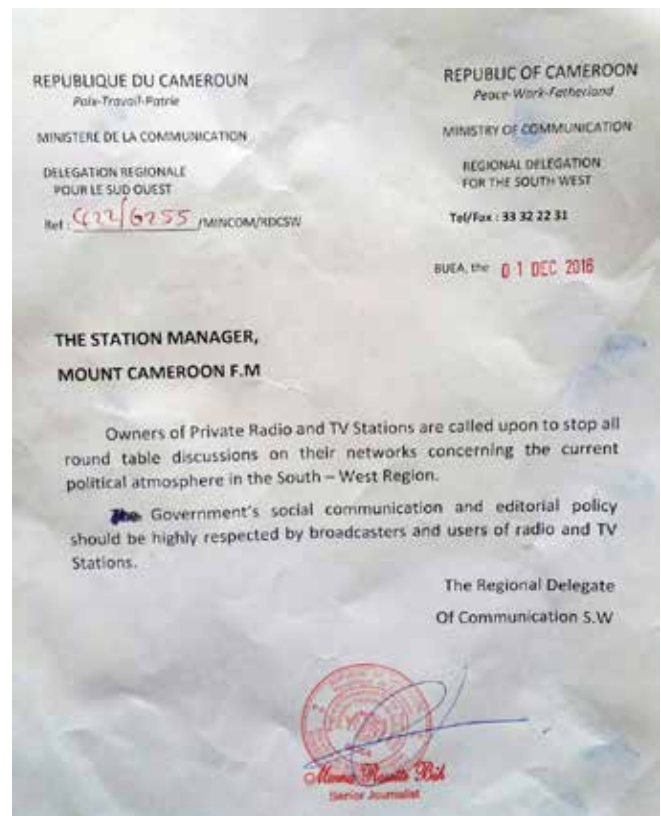 REPUBLIQUE DU CAMEROUN
Paix-Travail-Patrie
MINISTERE DE LA COMMUNICATION
DELEGATION REGIONALE
POUR LE SUD OUEST
Ref : 422/6255 /MINCOM/RDCSW
REPUBLIC OF CAMEROON
Peace-Work-Fatherland
MINISTRY OF COMMUNICATION
REGIONAL DELEGATION
FOR THE SOUTH WEST
Tel/Fax : 33 32 22 31
BUEA, the 01 DEC 2016
THE STATION MANAGER,
MOUNT CAMEROON F.M
Owners of Private Radio and TV Stations are called upon to stop all
round table discussions on their networks concerning the current
political atmosphere in the South – West Region.
The Government's social communication and editorial policy
should be highly respected by broadcasters and users of radio and TV
Stations.
The Regional Delegate
Of Communication S.W
Bih
Senior Journalist